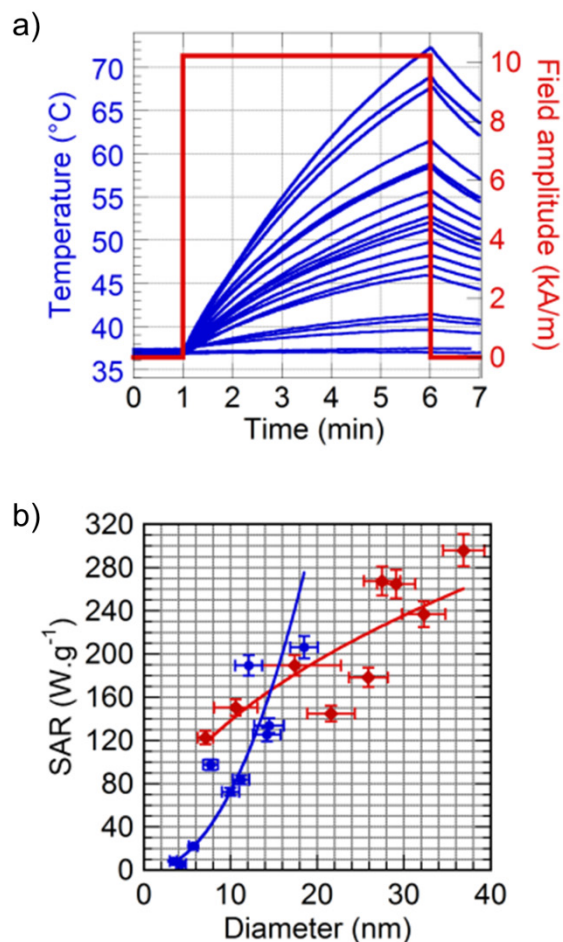 a)
70
65
60
55
50
45
40
35
Temperature (°C)
10
8
6
4
2
0
Field amplitude (kA/m)
0 1 2 3 4 5 6 7
Time (min)
b)
320
280
240
200
160
120
80
40
0
SAR (W.g⁻¹)
0 10 20 30 40
Diameter (nm)